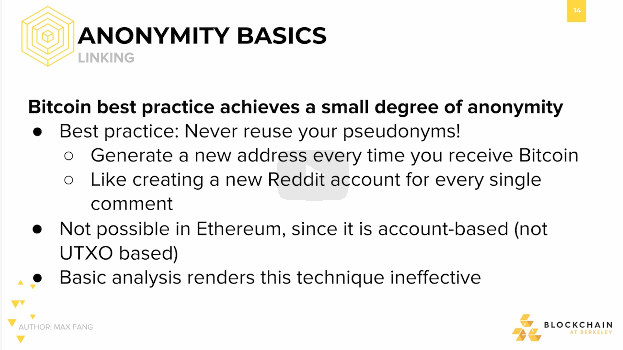 14
ANONYMITY BASICS
LINKING
Bitcoin best practice achieves a small degree of anonymity
● Best practice: Never reuse your pseudonyms!
○ Generate a new address every time you receive Bitcoin
○ Like creating a new Reddit account for every single
comment
● Not possible in Ethereum, since it is account-based (not
UTXO based)
● Basic analysis renders this technique ineffective
AUTHOR: MAX FANG
BLOCKCHAIN
AT BERKELEY